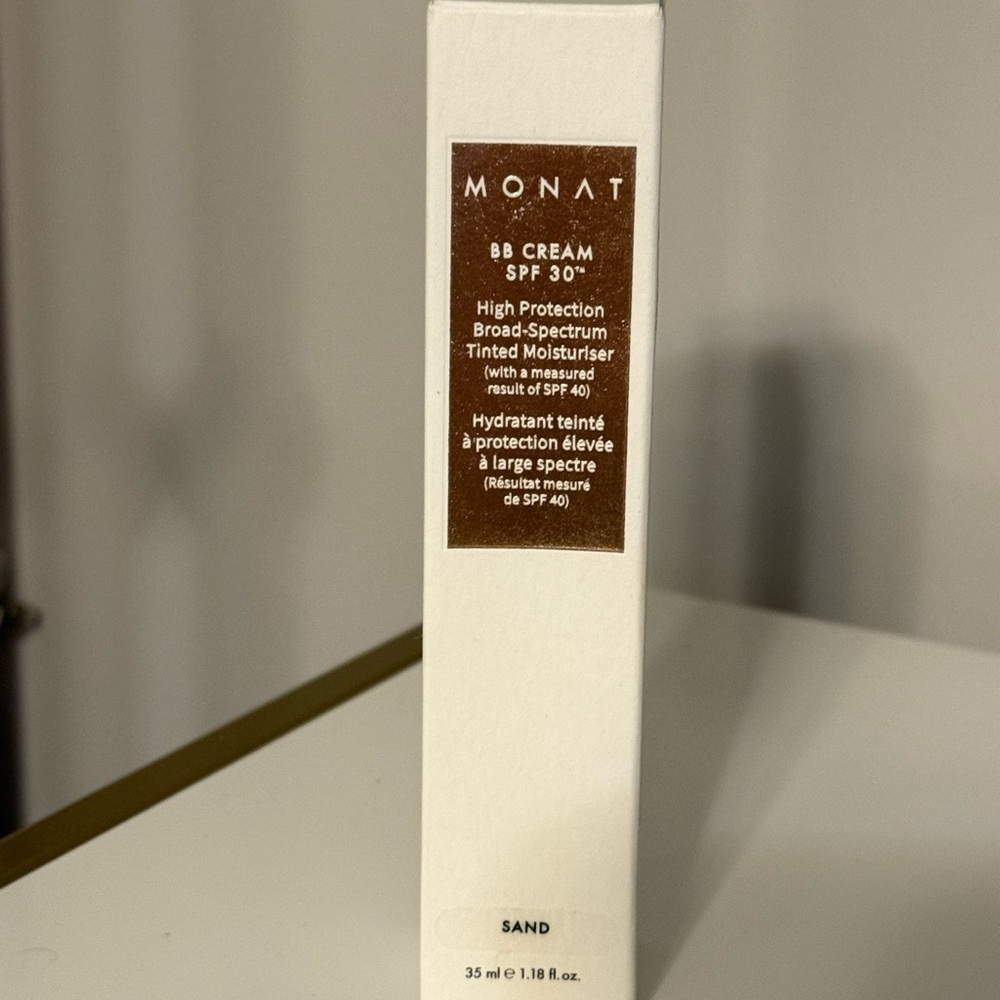 MONAT
BB CREAM
SPF 30™
High Protection
Broad-Spectrum
Tinted Moisturiser
(with a measured
result of SPF 40)
Hydratant teinté
à protection élevée
à large spectre
(Résultat mesuré
de SPF 40)
SAND
35 ml ℮ 1.18 fl. oz.